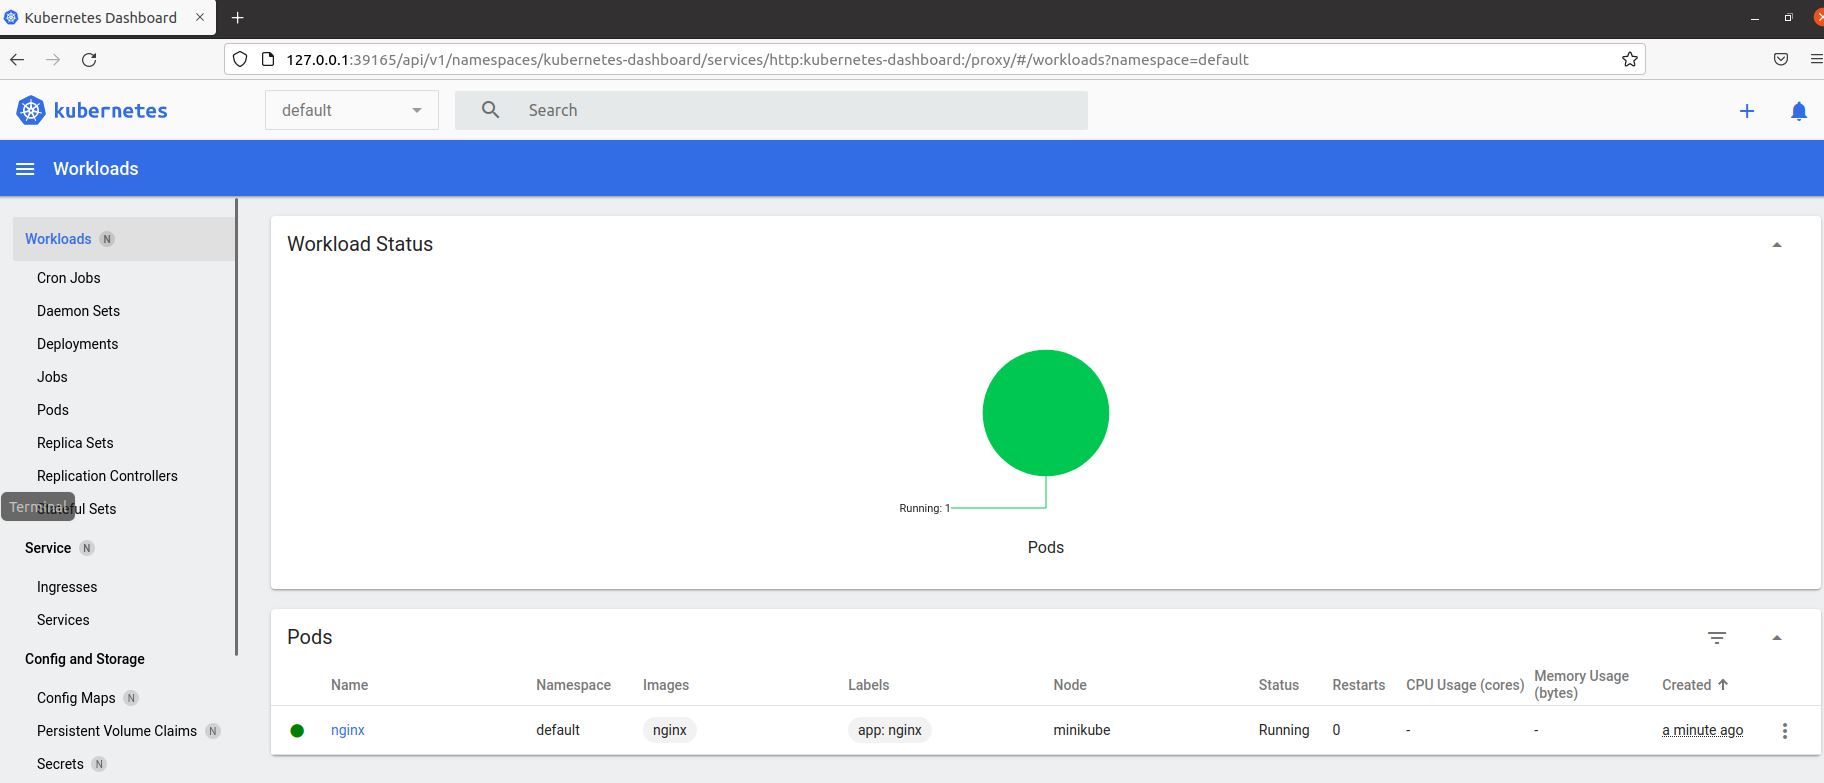 Kubernetes Dashboard
127.0.0.1:39165/api/v1/namespaces/kubernetes-dashboard/services/http:kubernetes-dashboard:/proxy/#/workloads?namespace=default
kubernetes default Search
Workloads
Workloads N
Cron Jobs
Daemon Sets
Deployments
Jobs
Pods
Replica Sets
Replication Controllers
Terminal
Stateful Sets
Service N
Ingresses
Services
Config and Storage
Config Maps N
Persistent Volume Claims N
Secrets N
Workload Status
Running: 1
Pods
Pods
Name Namespace Images Labels Node Status Restarts CPU Usage (cores) Memory Usage (bytes) Created
nginx default nginx app: nginx minikube Running 0 - - a minute ago